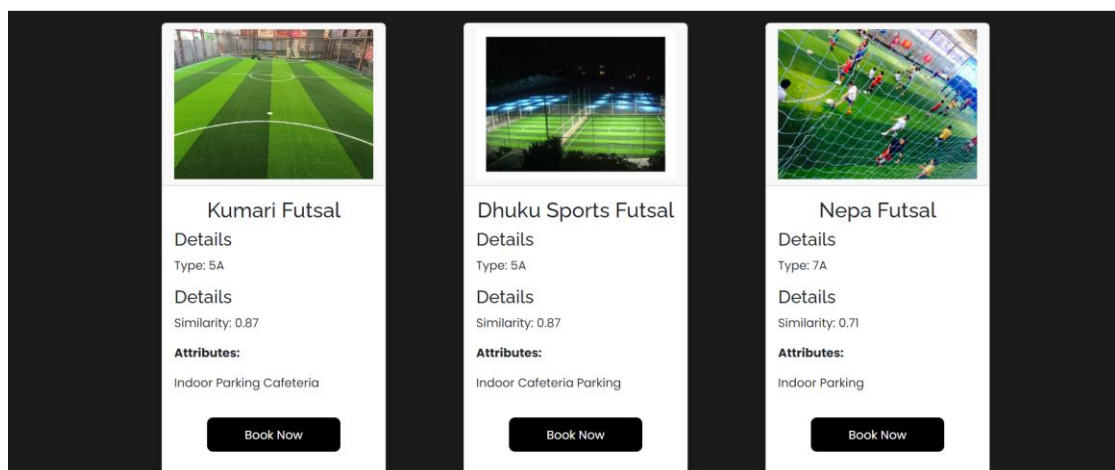 Kumari Futsal
Details
Type: 5A
Details
Similarity: 0.87
Attributes:
Indoor Parking Cafeteria
Book Now
Dhuku Sports Futsal
Details
Type: 5A
Details
Similarity: 0.87
Attributes:
Indoor Cafeteria Parking
Book Now
Nepa Futsal
Details
Type: 7A
Details
Similarity: 0.71
Attributes:
Indoor Parking
Book Now